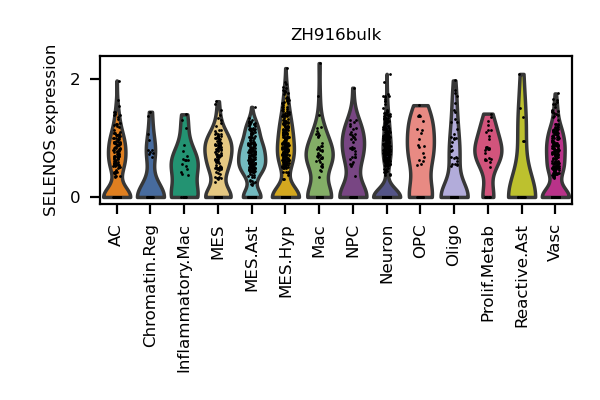 ZH916bulk
SELENOS expression
2
0
AC
Chromatin.Reg
Inflammatory.Mac
MES
MES.Ast
MES.Hyp
Mac
NPC
Neuron
OPC
Oligo
Prolif.Metab
Reactive.Ast
Vasc